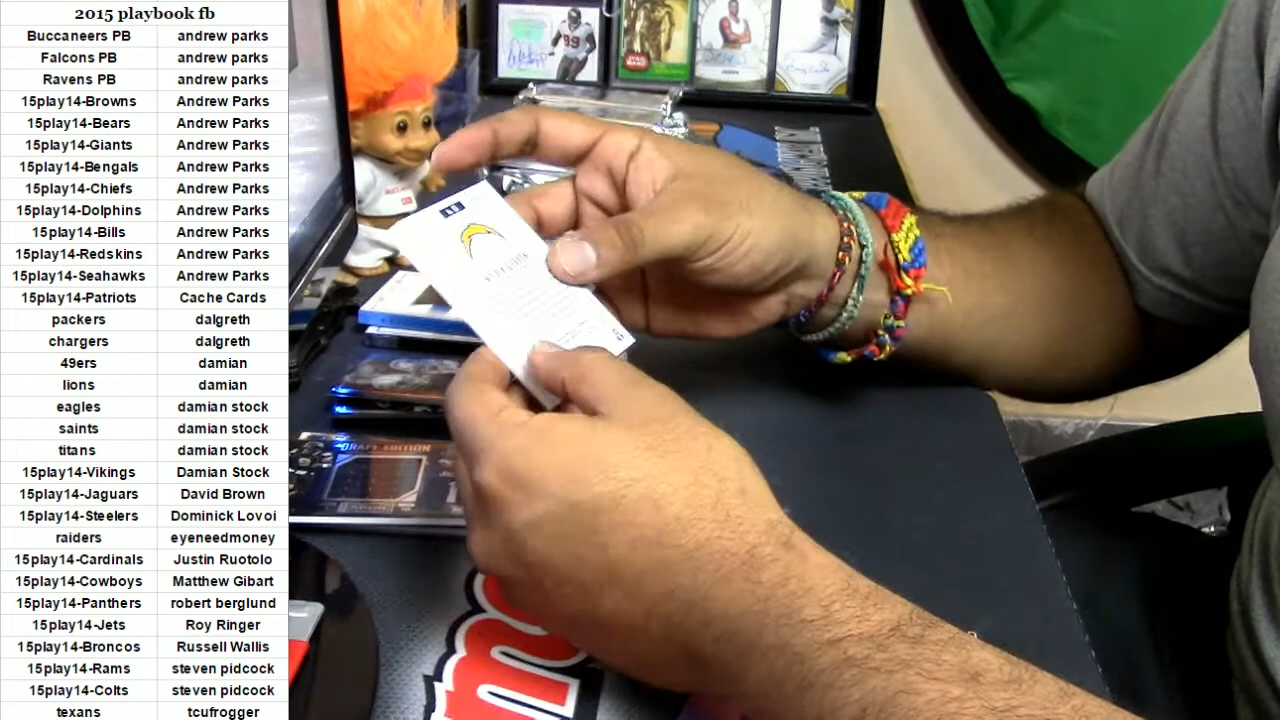 2015 playbook fb
Buccaneers PB andrew parks
Falcons PB andrew parks
Ravens PB andrew parks
15play14-Browns Andrew Parks
15play14-Bears Andrew Parks
15play14-Giants Andrew Parks
15play14-Bengals Andrew Parks
15play14-Chiefs Andrew Parks
15play14-Dolphins Andrew Parks
15play14-Bills Andrew Parks
15play14-Redskins Andrew Parks
15play14-Seahawks Andrew Parks
15play14-Patriots Cache Cards
packers dalgreth
chargers dalgreth
49ers damian
lions damian
eagles damian stock
saints damian stock
titans damian stock
15play14-Vikings Damian Stock
15play14-Jaguars David Brown
15play14-Steelers Dominick Lovoi
raiders eyeneedmoney
15play14-Cardinals Justin Ruotolo
15play14-Cowboys Matthew Gibart
15play14-Panthers robert berglund
15play14-Jets Roy Ringer
15play14-Broncos Russell Wallis
15play14-Rams steven pidcock
15play14-Colts steven pidcock
texans tcufrogger
STAR WARS
DRAFT EDITION